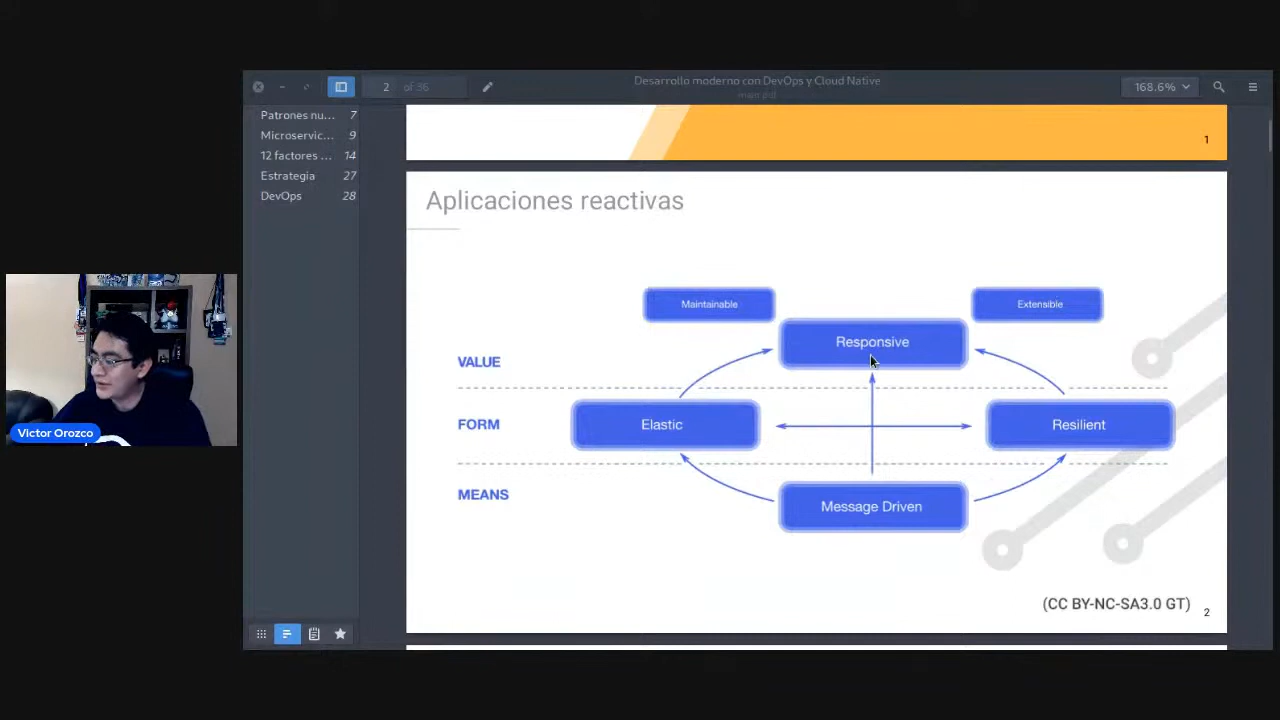 2 of 36
Desarrollo moderno con DevOps y Cloud Native
168.6%
Patrones nu... 7
Microservic... 9
12 factores ... 14
Estrategia 27
DevOps 28
1
Aplicaciones reactivas
Maintainable
Extensible
Responsive
VALUE
FORM
Elastic
Resilient
MEANS
Message Driven
(CC BY-NC-SA3.0 GT)
2
Victor Orozco